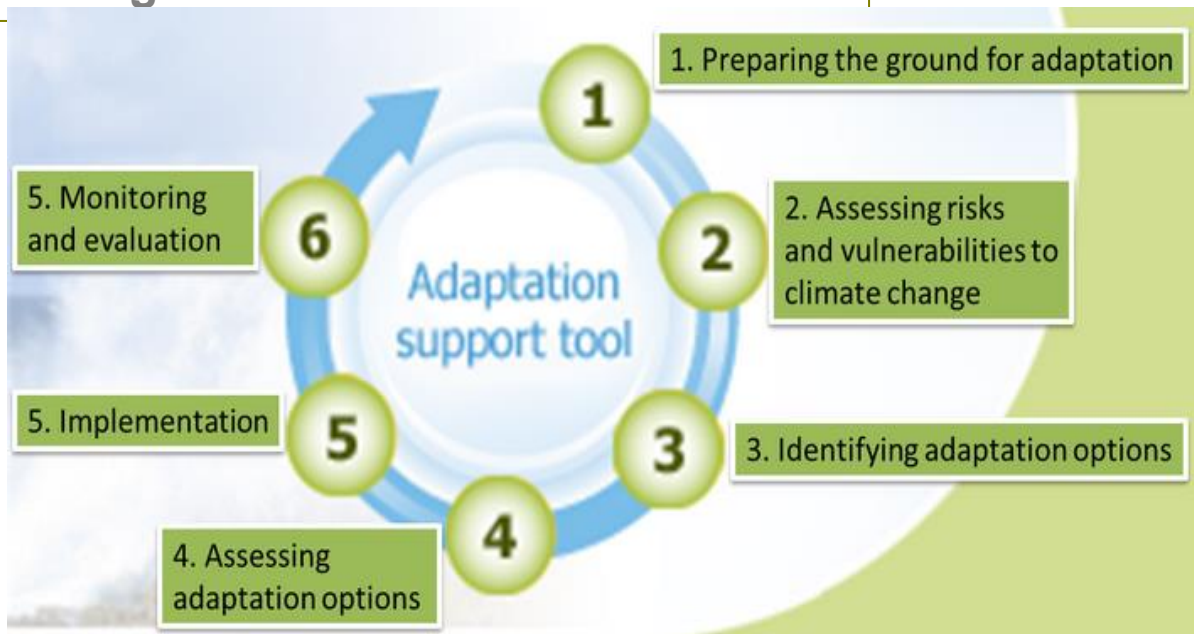 1
1. Preparing the ground for adaptation
2
2. Assessing risks
and vulnerabilities to
climate change
3
3. Identifying adaptation options
4
4. Assessing
adaptation options
5
5. Implementation
6
5. Monitoring
and evaluation
Adaptation
support tool